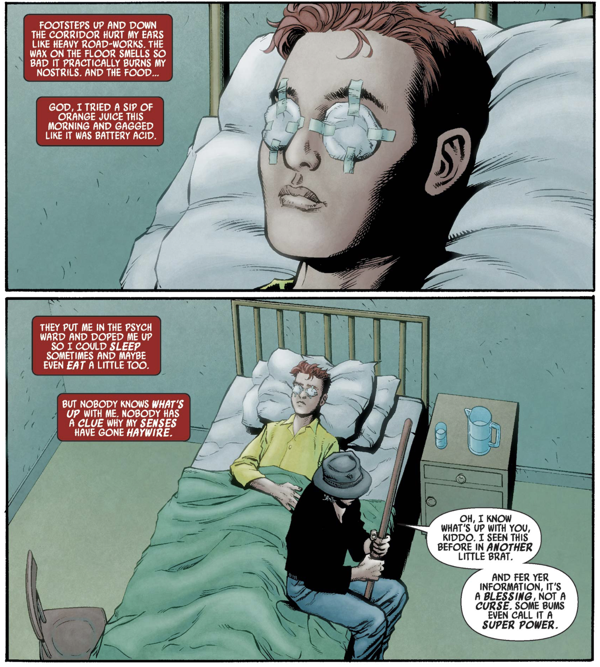 FOOTSTEPS UP AND DOWN
THE CORRIDOR HURT MY EARS
LIKE HEAVY ROAD-WORKS. THE
WAX ON THE FLOOR SMELLS SO
BAD IT PRACTICALLY BURNS MY
NOSTRILS. AND THE FOOD...
GOD, I TRIED A SIP OF
ORANGE JUICE THIS
MORNING AND GAGGED
LIKE IT WAS BATTERY ACID.
THEY PUT ME IN THE PSYCH
WARD AND DOPED ME UP
SO I COULD SLEEP
SOMETIMES AND MAYBE
EVEN EAT A LITTLE TOO.
BUT NOBODY KNOWS WHAT'S
UP WITH ME. NOBODY HAS
A CLUE WHY MY SENSES
HAVE GONE HAYWIRE.
OH, I KNOW
WHAT'S UP WITH YOU,
KIDDO. I SEEN THIS
BEFORE IN ANOTHER
LITTLE BRAT.
AND FER YER
INFORMATION, IT'S
A BLESSING, NOT A
CURSE. SOME BUMS
EVEN CALL IT A
SUPER POWER.